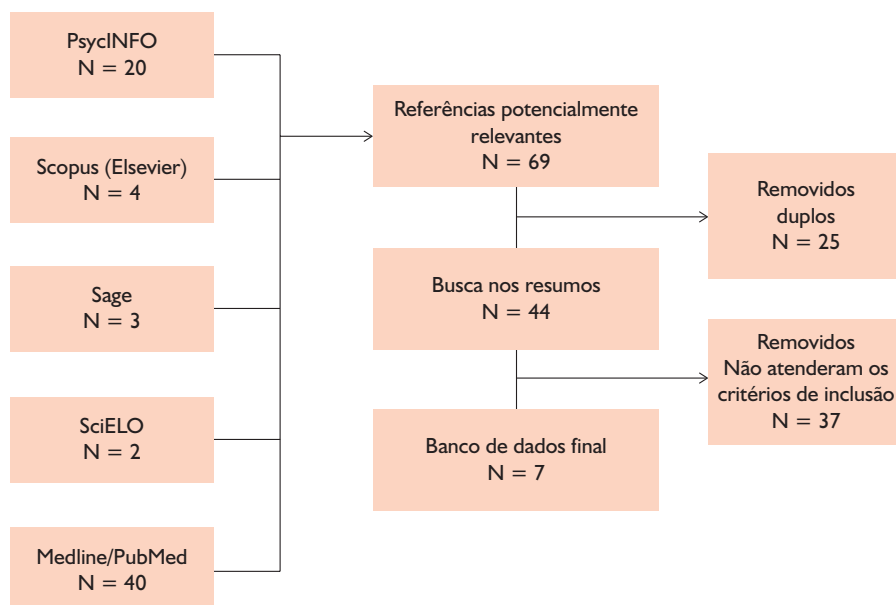 PsycINFO
N = 20
Scopus (Elsevier)
N = 4
Sage
N = 3
SciELO
N = 2
Medline/PubMed
N = 40
Referências potencialmente
relevantes
N = 69
Removidos
duplos
N = 25
Busca nos resumos
N = 44
Removidos
Não atenderam os
critérios de inclusão
N = 37
Banco de dados final
N = 7